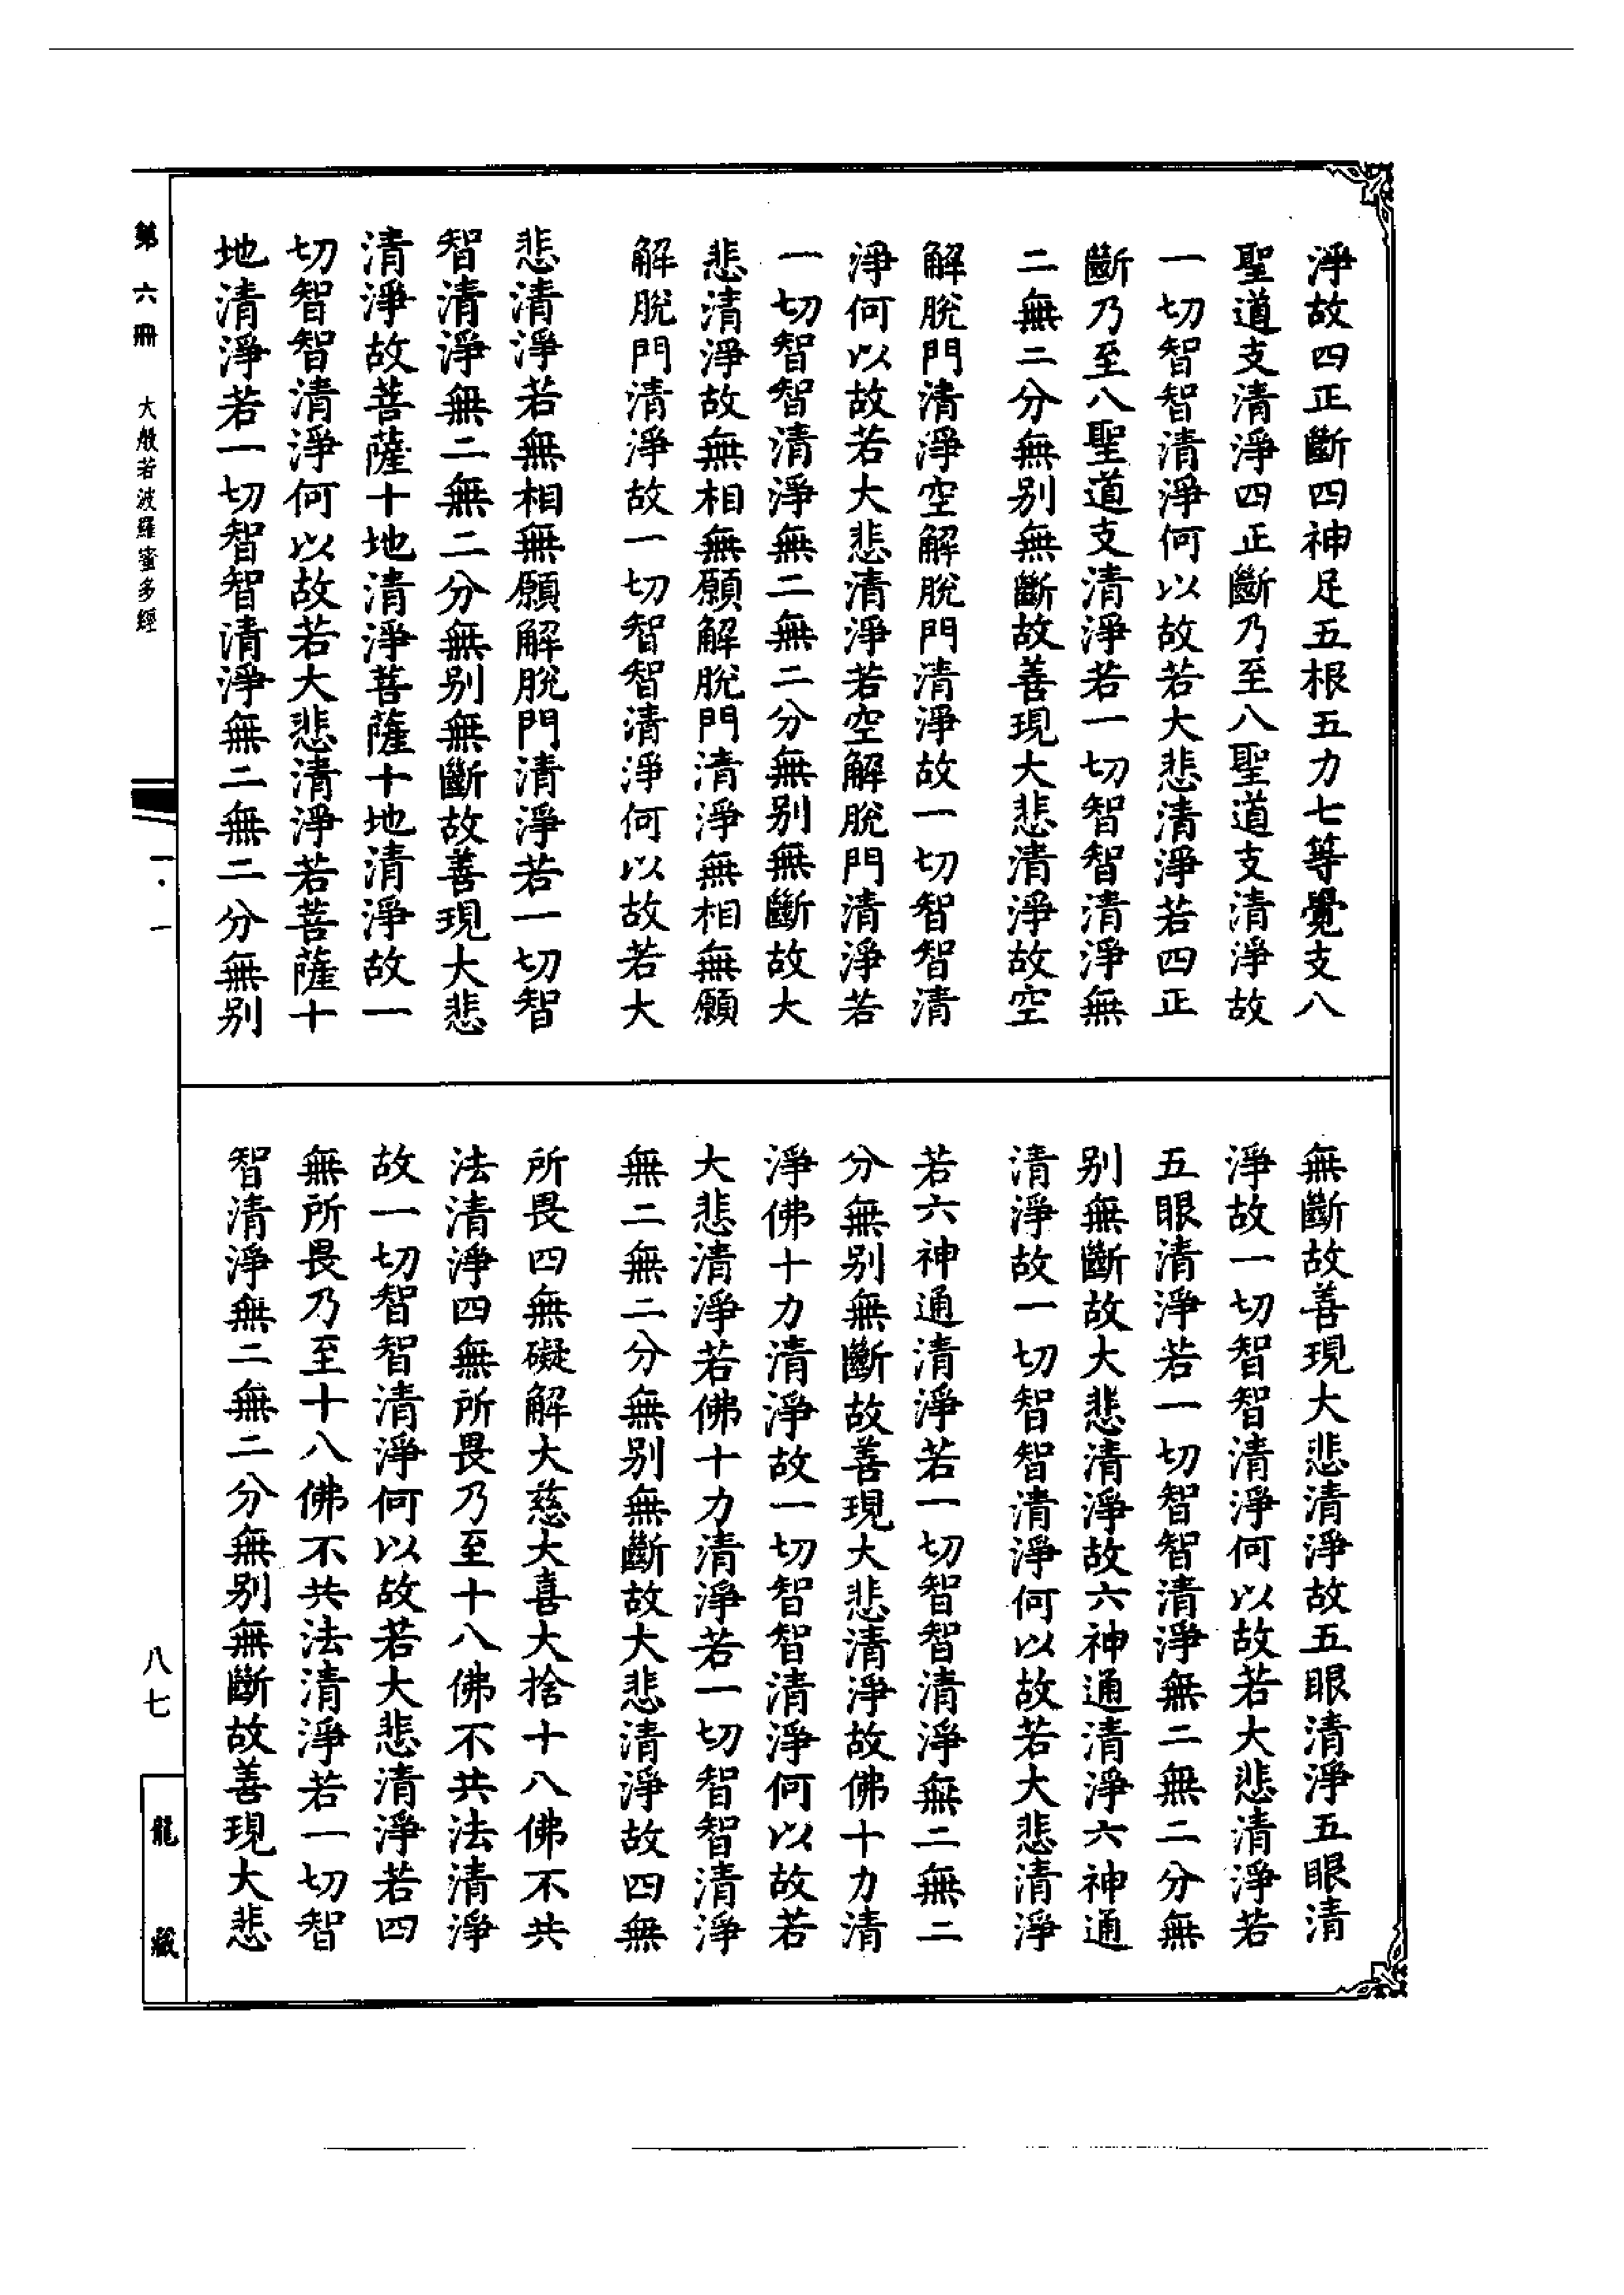 淨故四正斷四神足五根五力七等覺支八
聖道支清淨四正斷乃至八聖道支清淨故
一切智智清淨何以故若大悲清淨若四正
斷乃至八聖道支清淨若一切智智清淨無
二無二分無別無斷故善現大悲清淨故空
解脫門清淨空解脫門清淨故一切智智清
淨何以故若大悲清淨若空解脫門清淨若
一切智智清淨無二無二分無別無斷故大
悲清淨故無相無願解脫門清淨無相無願
解脫門清淨故一切智智清淨何以故若大
悲清淨若無相無願解脫門清淨若一切智
智清淨無二無二分無別無斷故善現大悲
清淨故菩薩十地清淨菩薩十地清淨故一
切智智清淨何以故若大悲清淨若菩薩十
地清淨若一切智智清淨無二無二分無別
無斷故善現大悲清淨故五眼清淨五眼清
淨故一切智智清淨何以故若大悲清淨若
五眼清淨若一切智智清淨無二無二分無
別無斷故大悲清淨故六神通清淨六神通
清淨故一切智智清淨何以故若大悲清淨
若六神通清淨若一切智智清淨無二無二
分無別無斷故善現大悲清淨故佛十力清
淨佛十力清淨故一切智智清淨何以故若
大悲清淨若佛十力清淨若一切智智清淨
無二無二分無別無斷故大悲清淨故四無
所畏四無礙解大慈大喜大捨十八佛不共
法清淨四無所畏乃至十八佛不共法清淨
故一切智智清淨何以故若大悲清淨若四
無所畏乃至十八佛不共法清淨若一切智
智清淨無二無二分無別無斷故善現大悲
第六冊 大般若波羅蜜多經
一·一
八七
龍藏